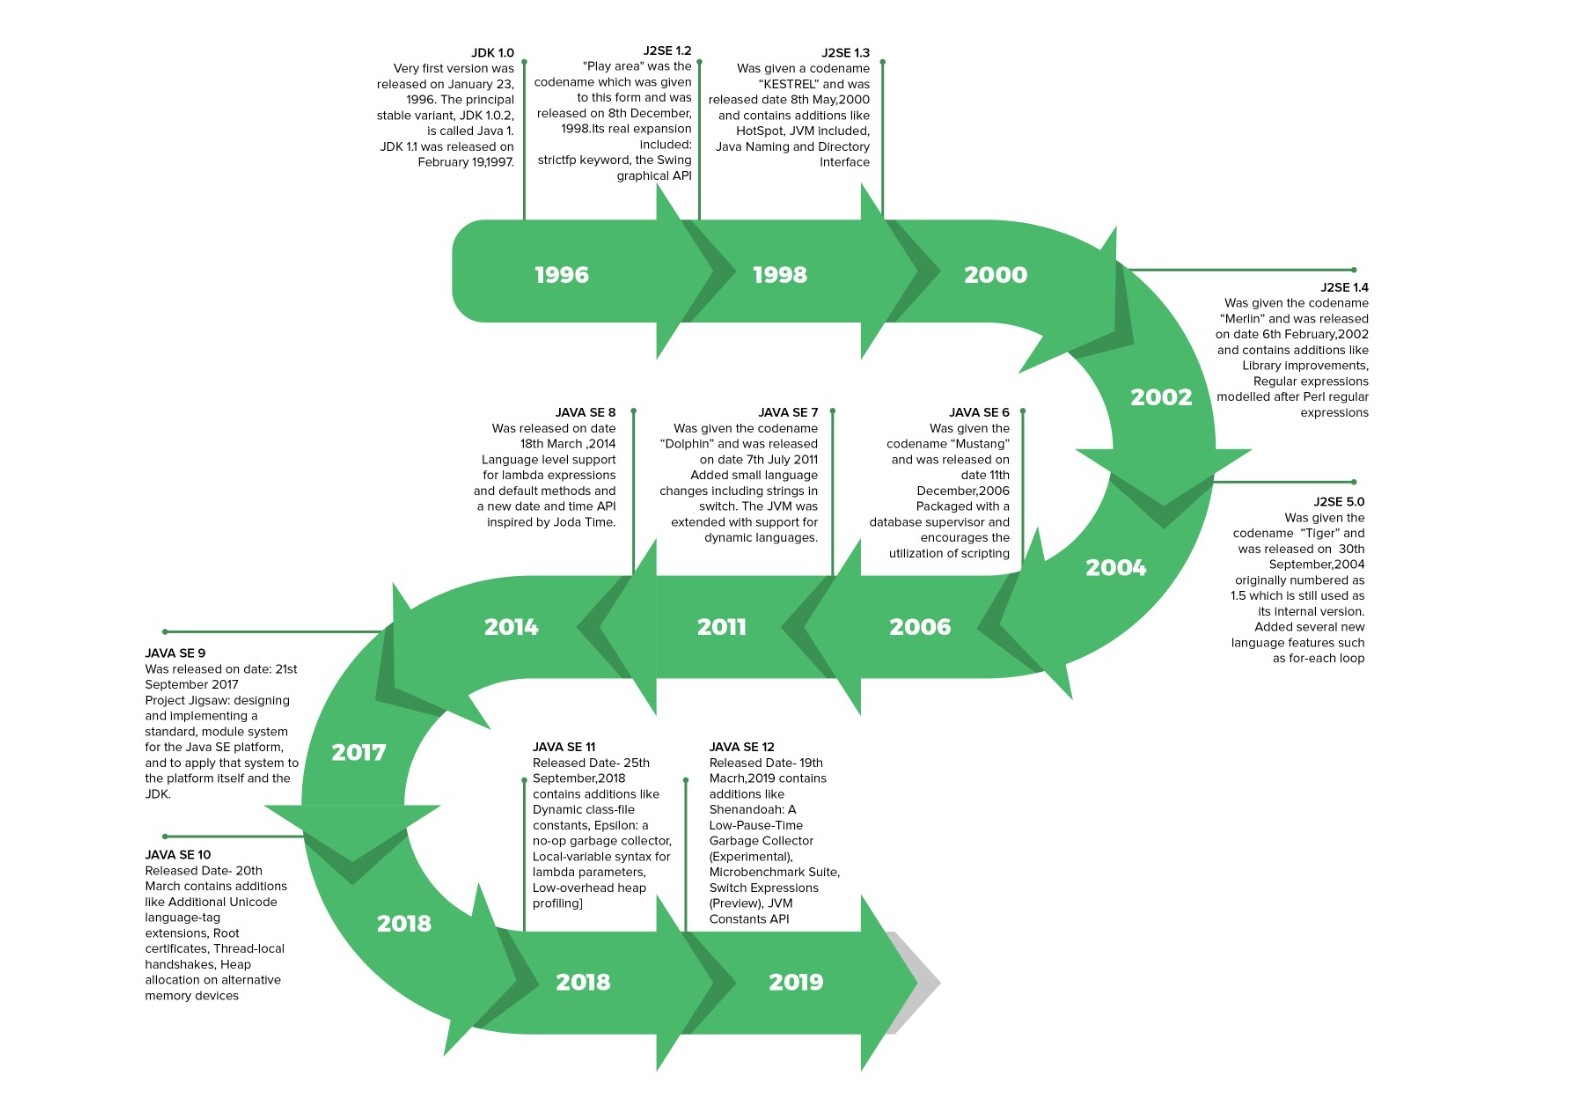 JDK 1.0
Very first version was
released on January 23,
1996. The principal
stable variant, JDK 1.0.2,
is called Java 1.
JDK 1.1 was released on
February 19,1997.
J2SE 1.2
"Play area" was the
codename which was given
to this form and was
released on 8th December,
1998.Its real expansion
included:
strictfp keyword, the Swing
graphical API
J2SE 1.3
Was given a codename
“KESTREL” and was
released date 8th May,2000
and contains additions like
HotSpot, JVM included,
Java Naming and Directory
Interface
1996
1998
2000
J2SE 1.4
Was given the codename
“Merlin” and was released
on date 6th February,2002
and contains additions like
Library improvements,
Regular expressions
modelled after Perl regular
expressions
2002
J2SE 5.0
Was given the
codename “Tiger” and
was released on 30th
September,2004
originally numbered as
1.5 which is still used as
its internal version.
Added several new
language features such
as for-each loop
2004
JAVA SE 6
Was given the
codename “Mustang”
and was released on
date 11th
December,2006
Packaged with a
database supervisor and
encourages the
utilization of scripting
2006
JAVA SE 7
Was given the codename
“Dolphin” and was released
on date 7th July 2011
Added small language
changes including strings in
switch. The JVM was
extended with support for
dynamic languages.
2011
JAVA SE 8
Was released on date
18th March ,2014
Language level support
for lambda expressions
and default methods and
a new date and time API
inspired by Joda Time.
2014
JAVA SE 9
Was released on date: 21st
September 2017
Project Jigsaw: designing
and implementing a
standard, module system
for the Java SE platform,
and to apply that system to
the platform itself and the
JDK.
2017
JAVA SE 10
Released Date- 20th
March contains additions
like Additional Unicode
language-tag
extensions, Root
certificates, Thread-local
handshakes, Heap
allocation on alternative
memory devices
2018
JAVA SE 11
Released Date- 25th
September,2018
contains additions like
Dynamic class-file
constants, Epsilon: a
no-op garbage collector,
Local-variable syntax for
lambda parameters,
Low-overhead heap
profiling]
2018
JAVA SE 12
Released Date- 19th
Macrh,2019 contains
additions like
Shenandoah: A
Low-Pause-Time
Garbage Collector
(Experimental),
Microbenchmark Suite,
Switch Expressions
(Preview), JVM
Constants API
2019